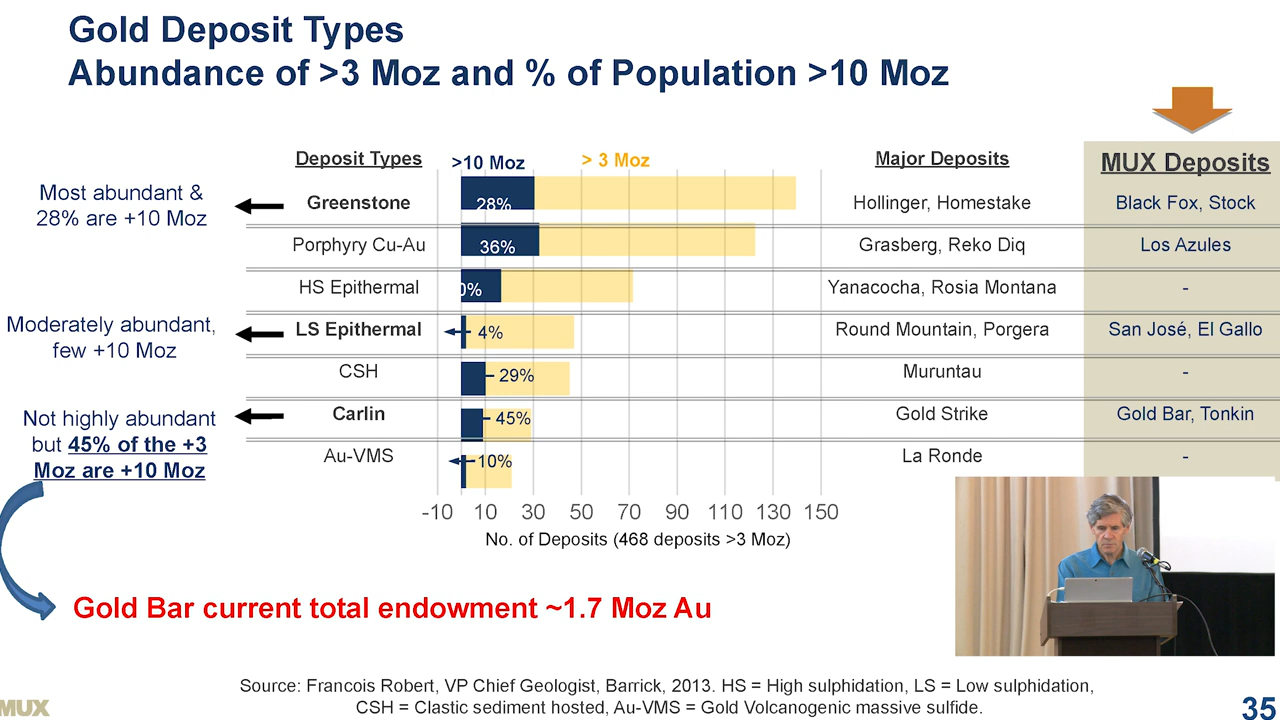 Gold Deposit Types
Abundance of >3 Moz and % of Population >10 Moz
Deposit Types
>10 Moz
> 3 Moz
Major Deposits
MUX Deposits
Most abundant &
28% are +10 Moz
Greenstone
28%
Hollinger, Homestake
Black Fox, Stock
Porphyry Cu-Au
36%
Grasberg, Reko Diq
Los Azules
HS Epithermal
0%
Yanacocha, Rosia Montana
-
Moderately abundant,
few +10 Moz
LS Epithermal
4%
Round Mountain, Porgera
San José, El Gallo
CSH
29%
Muruntau
-
Not highly abundant
but 45% of the +3
Moz are +10 Moz
Carlin
45%
Gold Strike
Gold Bar, Tonkin
Au-VMS
10%
La Ronde
-
-10 10 30 50 70 90 110 130 150
No. of Deposits (468 deposits >3 Moz)
Gold Bar current total endowment ~1.7 Moz Au
Source: Francois Robert, VP Chief Geologist, Barrick, 2013. HS = High sulphidation, LS = Low sulphidation,
CSH = Clastic sediment hosted, Au-VMS = Gold Volcanogenic massive sulfide.
MUX
35